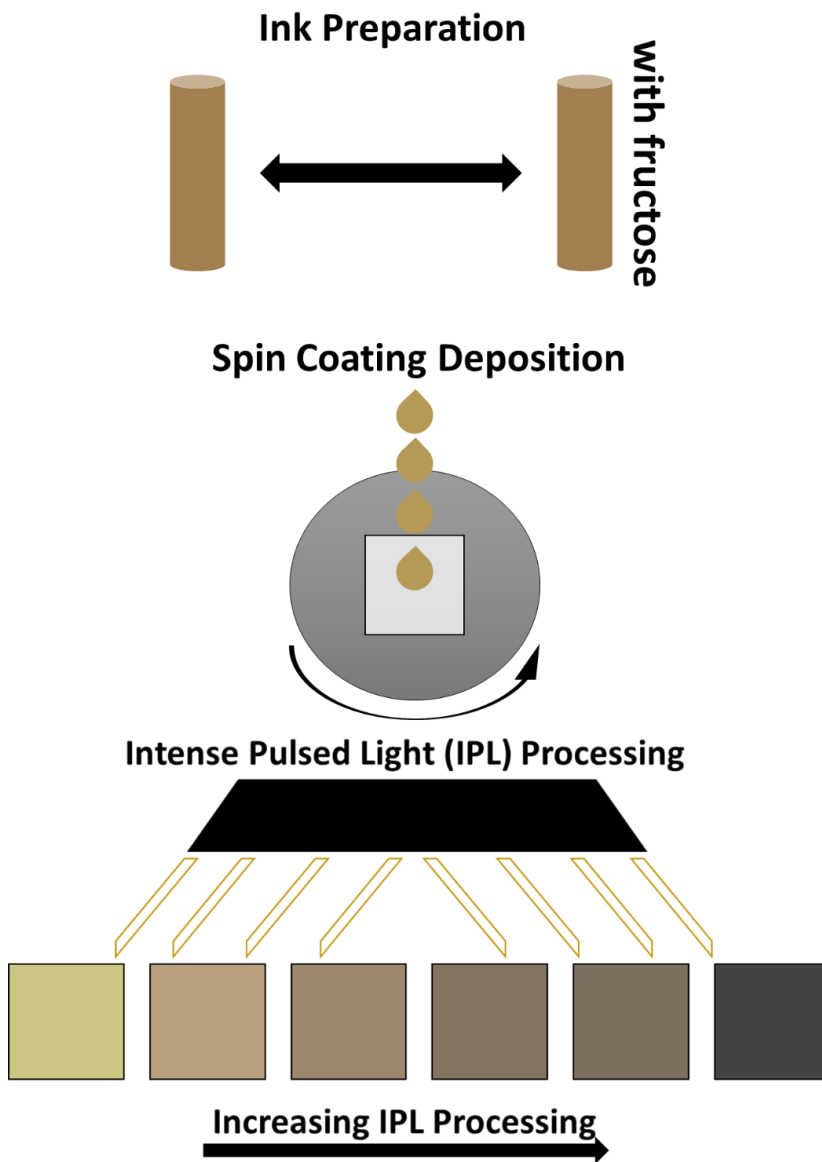 Ink Preparation
with fructose
Spin Coating Deposition
Intense Pulsed Light (IPL) Processing
Increasing IPL Processing